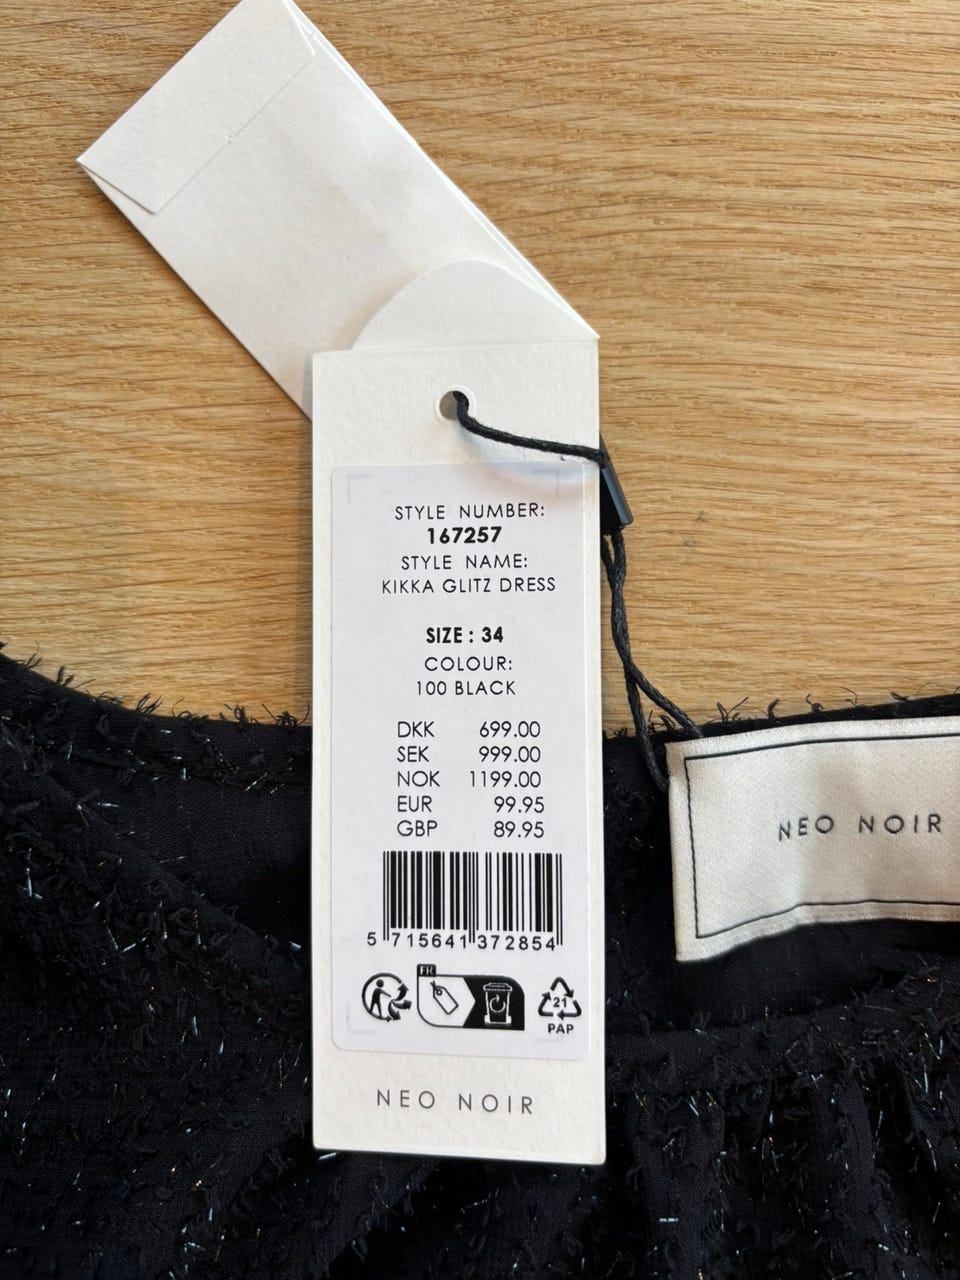 STYLE NUMBER:
167257
STYLE NAME:
KIKKA GLITZ DRESS
SIZE : 34
COLOUR:
100 BLACK
DKK 699.00
SEK 999.00
NOK 1199.00
EUR 99.95
GBP 89.95
5 715641 372854
FR
21
PAP
NEO NOIR
NEO NOIR